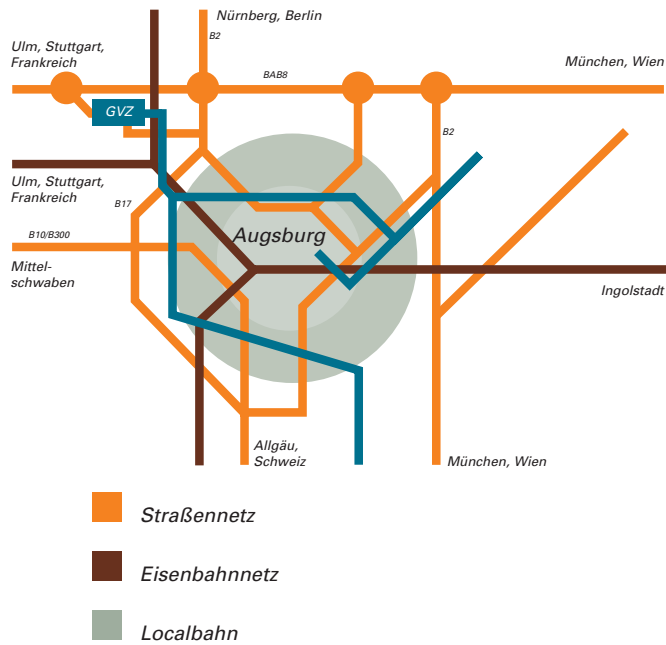 Nürnberg, Berlin
B2
Ulm, Stuttgart,
Frankreich
BAB8
München, Wien
GVZ
B2
Ulm, Stuttgart,
Frankreich
B17
B10/B300
Augsburg
Mittel-
schwaben
Ingolstadt
Allgäu,
Schweiz
München, Wien
Straßennetz
Eisenbahnnetz
Localbahn